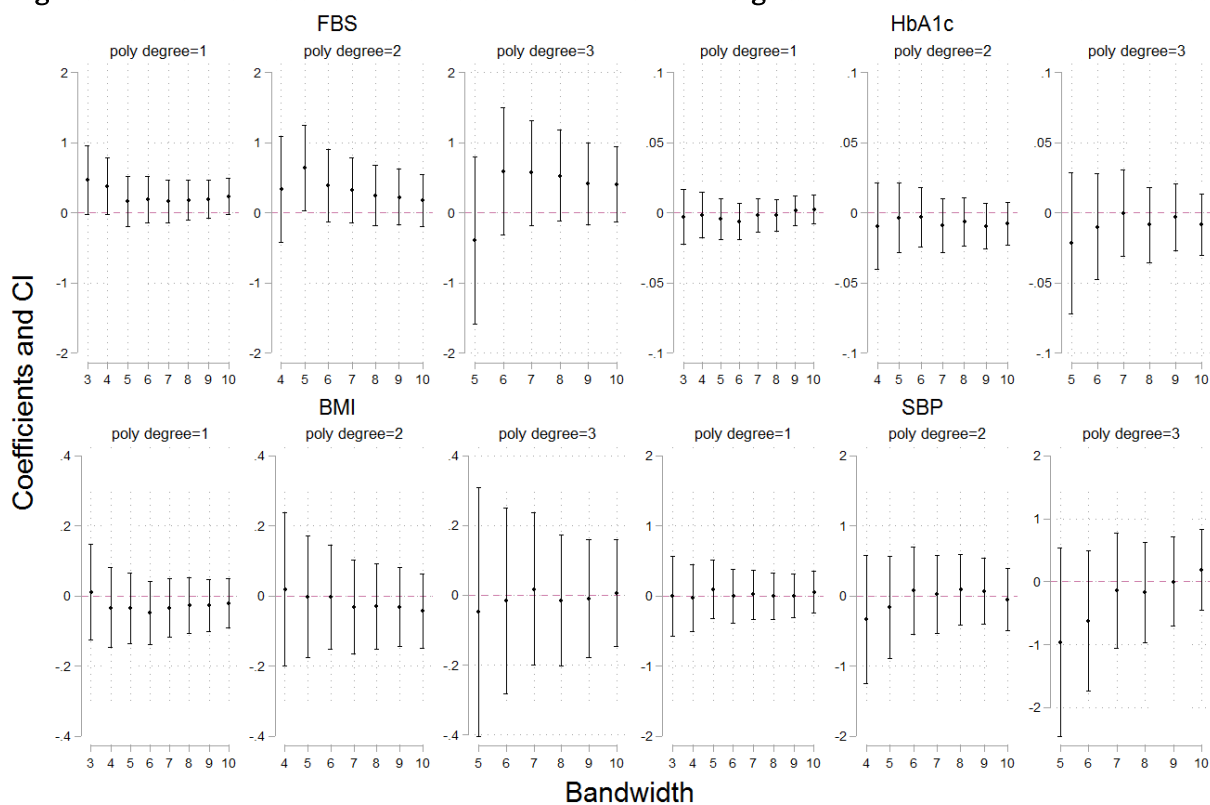 g
g
FBS
HbA1c
poly degree=1
poly degree=2
poly degree=3
poly degree=1
poly degree=2
poly degree=3
2
1
0
-1
-2
2
1
0
-1
-2
2
1
0
-1
-2
.1
.05
0
-.05
-.1
.1
.05
0
-.05
-.1
.1
.05
0
-.05
-.1
3 4 5 6 7 8 9 10
4 5 6 7 8 9 10
5 6 7 8 9 10
3 4 5 6 7 8 9 10
4 5 6 7 8 9 10
5 6 7 8 9 10
Coefficients and CI
BMI
SBP
poly degree=1
poly degree=2
poly degree=3
poly degree=1
poly degree=2
poly degree=3
.4
.2
0
-.2
-.4
.4
.2
0
-.2
-.4
.4
.2
0
-.2
-.4
2
1
0
-1
-2
2
1
0
-1
-2
2
1
0
-1
-2
3 4 5 6 7 8 9 10
4 5 6 7 8 9 10
5 6 7 8 9 10
3 4 5 6 7 8 9 10
4 5 6 7 8 9 10
5 6 7 8 9 10
Bandwidth